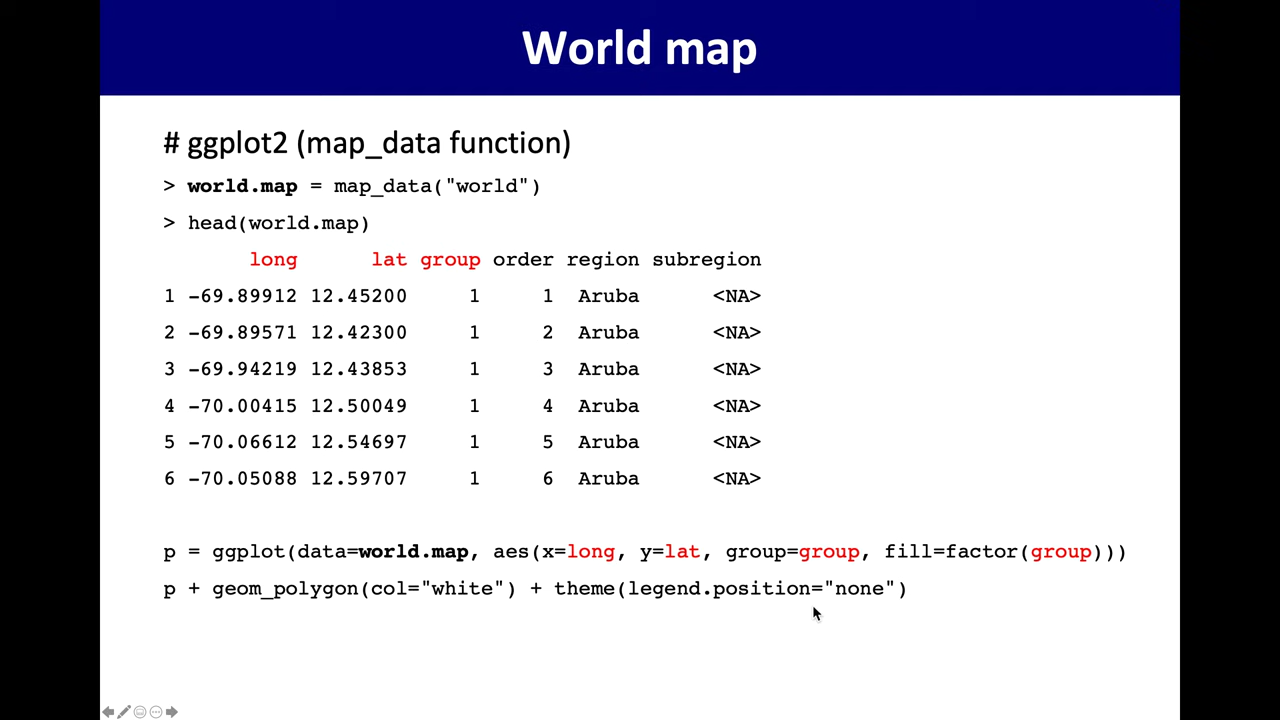 World map
# ggplot2 (map_data function)
> world.map = map_data("world")
> head(world.map)
long lat group order region subregion
1 -69.89912 12.45200 1 1 Aruba <NA>
2 -69.89571 12.42300 1 2 Aruba <NA>
3 -69.94219 12.43853 1 3 Aruba <NA>
4 -70.00415 12.50049 1 4 Aruba <NA>
5 -70.06612 12.54697 1 5 Aruba <NA>
6 -70.05088 12.59707 1 6 Aruba <NA>
p = ggplot(data=world.map, aes(x=long, y=lat, group=group, fill=factor(group)))
p + geom_polygon(col="white") + theme(legend.position="none")